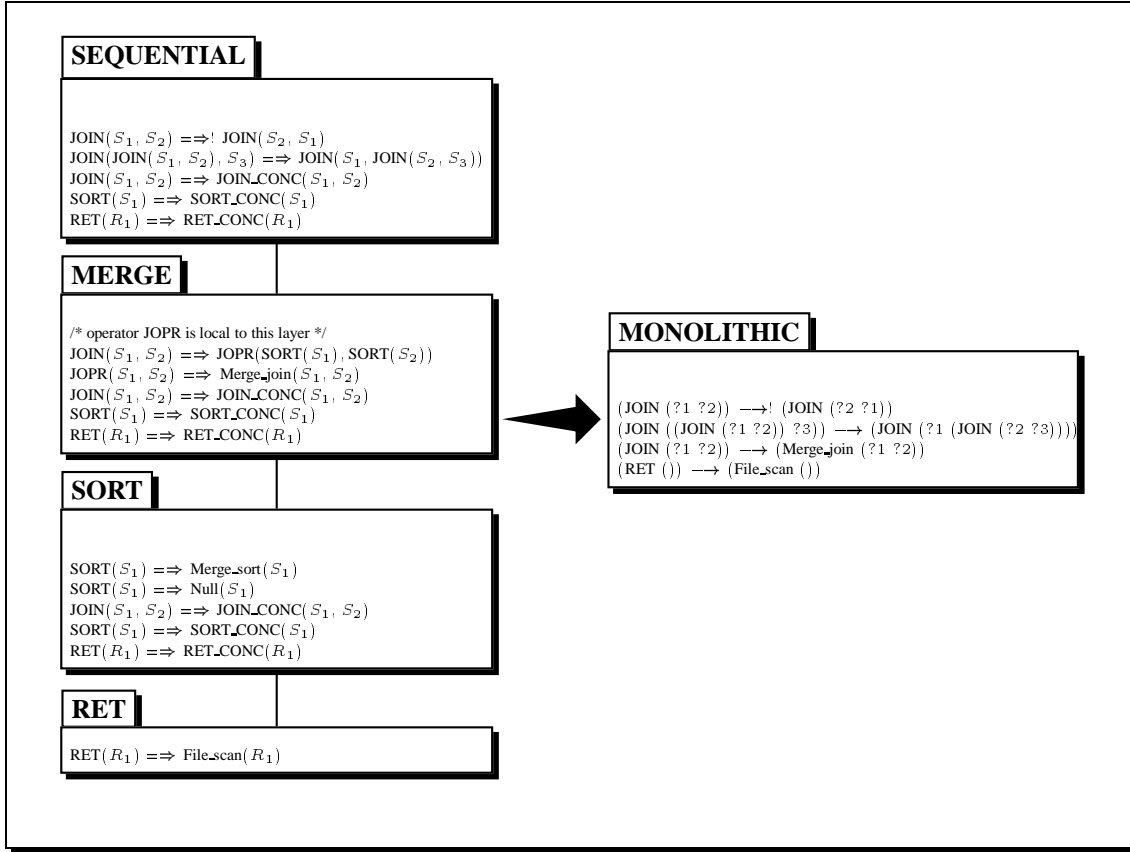 SEQUENTIAL
JOIN(S₁, S₂) ==⇒! JOIN(S₂, S₁)
JOIN(JOIN(S₁, S₂), S₃) ==⇒ JOIN(S₁, JOIN(S₂, S₃))
JOIN(S₁, S₂) ==⇒ JOIN_CONC(S₁, S₂)
SORT(S₁) ==⇒ SORT_CONC(S₁)
RET(R₁) ==⇒ RET_CONC(R₁)
MERGE
/* operator JOPR is local to this layer */
JOIN(S₁, S₂) ==⇒ JOPR(SORT(S₁), SORT(S₂))
JOPR(S₁, S₂) ==⇒ Merge_join(S₁, S₂)
JOIN(S₁, S₂) ==⇒ JOIN_CONC(S₁, S₂)
SORT(S₁) ==⇒ SORT_CONC(S₁)
RET(R₁) ==⇒ RET_CONC(R₁)
SORT
SORT(S₁) ==⇒ Merge_sort(S₁)
SORT(S₁) ==⇒ Null(S₁)
JOIN(S₁, S₂) ==⇒ JOIN_CONC(S₁, S₂)
SORT(S₁) ==⇒ SORT_CONC(S₁)
RET(R₁) ==⇒ RET_CONC(R₁)
RET
RET(R₁) ==⇒ File_scan(R₁)
MONOLITHIC
(JOIN (?1 ?2)) −→! (JOIN (?2 ?1))
(JOIN ((JOIN (?1 ?2)) ?3)) −→ (JOIN (?1 (JOIN (?2 ?3))))
(JOIN (?1 ?2)) −→ (Merge_join (?1 ?2))
(RET ()) −→ (File_scan ())